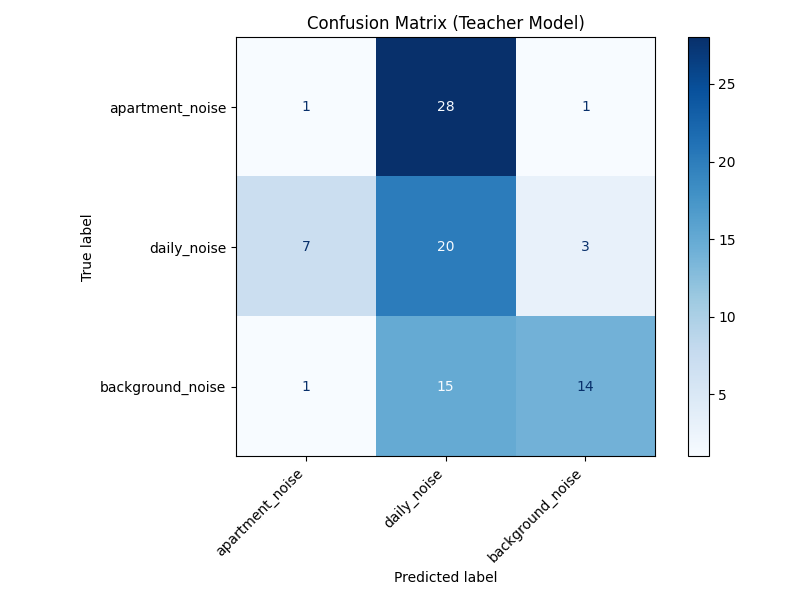 Confusion Matrix (Teacher Model)
apartment_noise 1 28 1
daily_noise 7 20 3
background_noise 1 15 14
apartment_noise daily_noise background_noise
Predicted label
True label
25
20
15
10
5